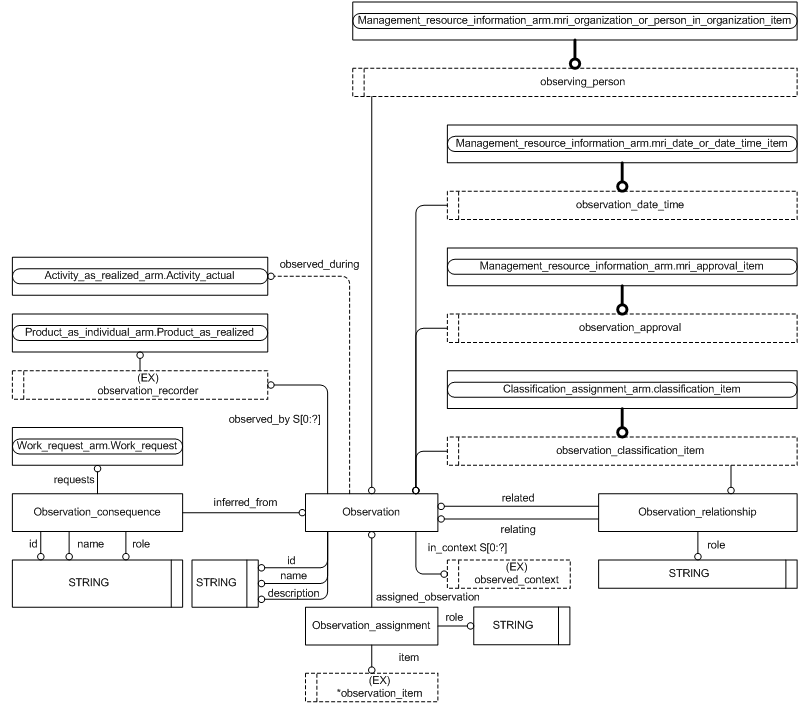 Management_resource_information_arm.mri_organization_or_person_in_organization_item
observing_person
Management_resource_information_arm.mri_date_or_date_time_item
observation_date_time
observed_during
Activity_as_realized_arm.Activity_actual
Management_resource_information_arm.mri_approval_item
observation_approval
Product_as_individual_arm.Product_as_realized
(EX)
observation_recorder
Classification_assignment_arm.classification_item
observed_by S[0:?]
Work_request_arm.Work_request
observation_classification_item
requests
Observation_consequence
inferred_from
Observation
related
relating
Observation_relationship
id
name
role
in_context S[0:?]
role
STRING
STRING
id
name
description
(EX)
observed_context
STRING
assigned_observation
Observation_assignment
role
STRING
item
(EX)
*observation_item